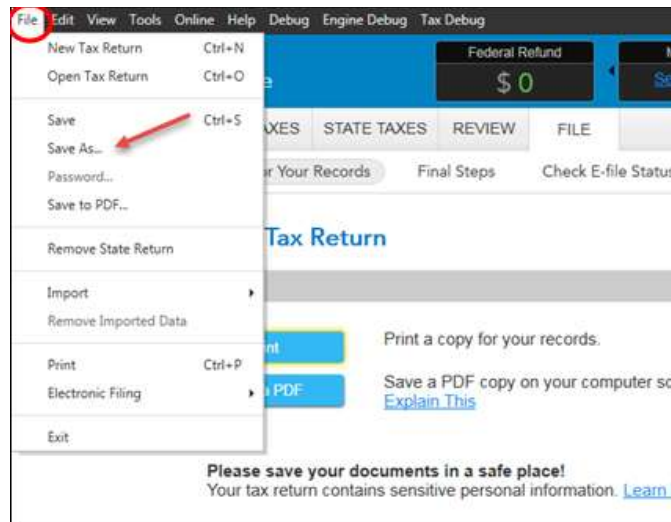 File Edit View Tools Online Help Debug Engine Debug Tax Debug
New Tax Return Ctrl+N
Open Tax Return Ctrl+O
Save Ctrl+S
Save As...
Password...
Save to PDF...
Remove State Return
Import
Remove Imported Data
Print Ctrl+P
Electronic Filing
Exit
Federal Refund
$ 0
STATE TAXES REVIEW FILE
Your Records Final Steps Check E-file Status
Tax Return
Print a copy for your records.
PDF Save a PDF copy on your computer
Explain This
Please save your documents in a safe place!
Your tax return contains sensitive personal information. Learn